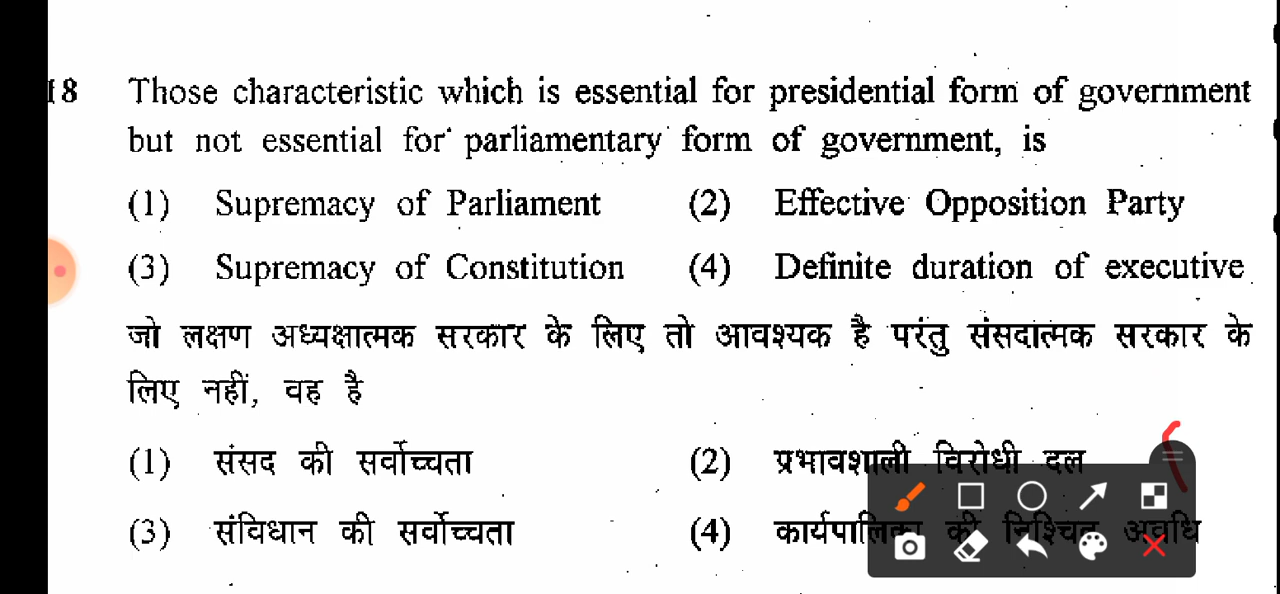 18 Those characteristic which is essential for presidential form of government
but not essential for parliamentary form of government, is
(1) Supremacy of Parliament (2) Effective Opposition Party
(3) Supremacy of Constitution (4) Definite duration of executive
जो लक्षण अध्यक्षात्मक सरकार के लिए तो आवश्यक है परंतु संसदात्मक सरकार के
लिए नहीं, वह है
(1) संसद की सर्वोच्चता (2) प्रभावशाली विरोधी दल
(3) संविधान की सर्वोच्चता (4) कार्यपालिका की निश्चित अवधि